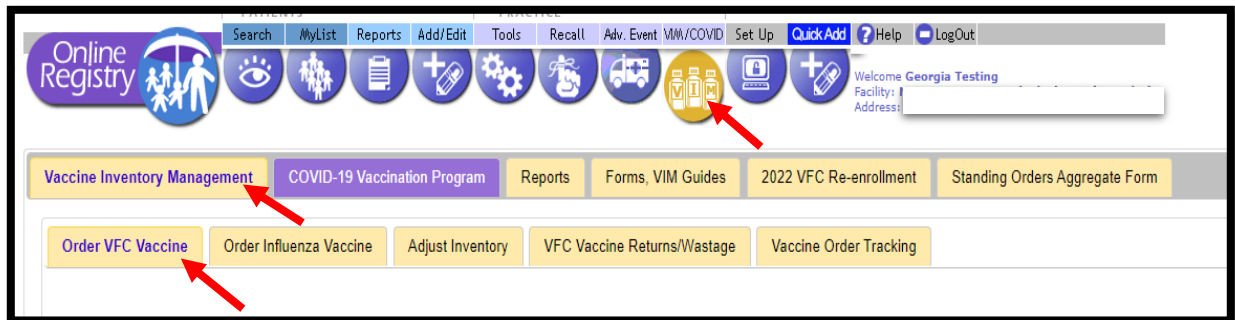 PATIENTS PRACTICE
Search MyList Reports Add/Edit Tools Recall Adv. Event VIM/COVID Set Up Quick Add ? Help LogOut
Online
Registry
VIM
Welcome Georgia Testing
Facility:
Address:
Vaccine Inventory Management COVID-19 Vaccination Program Reports Forms, VIM Guides 2022 VFC Re-enrollment Standing Orders Aggregate Form
Order VFC Vaccine Order Influenza Vaccine Adjust Inventory VFC Vaccine Returns/Wastage Vaccine Order Tracking